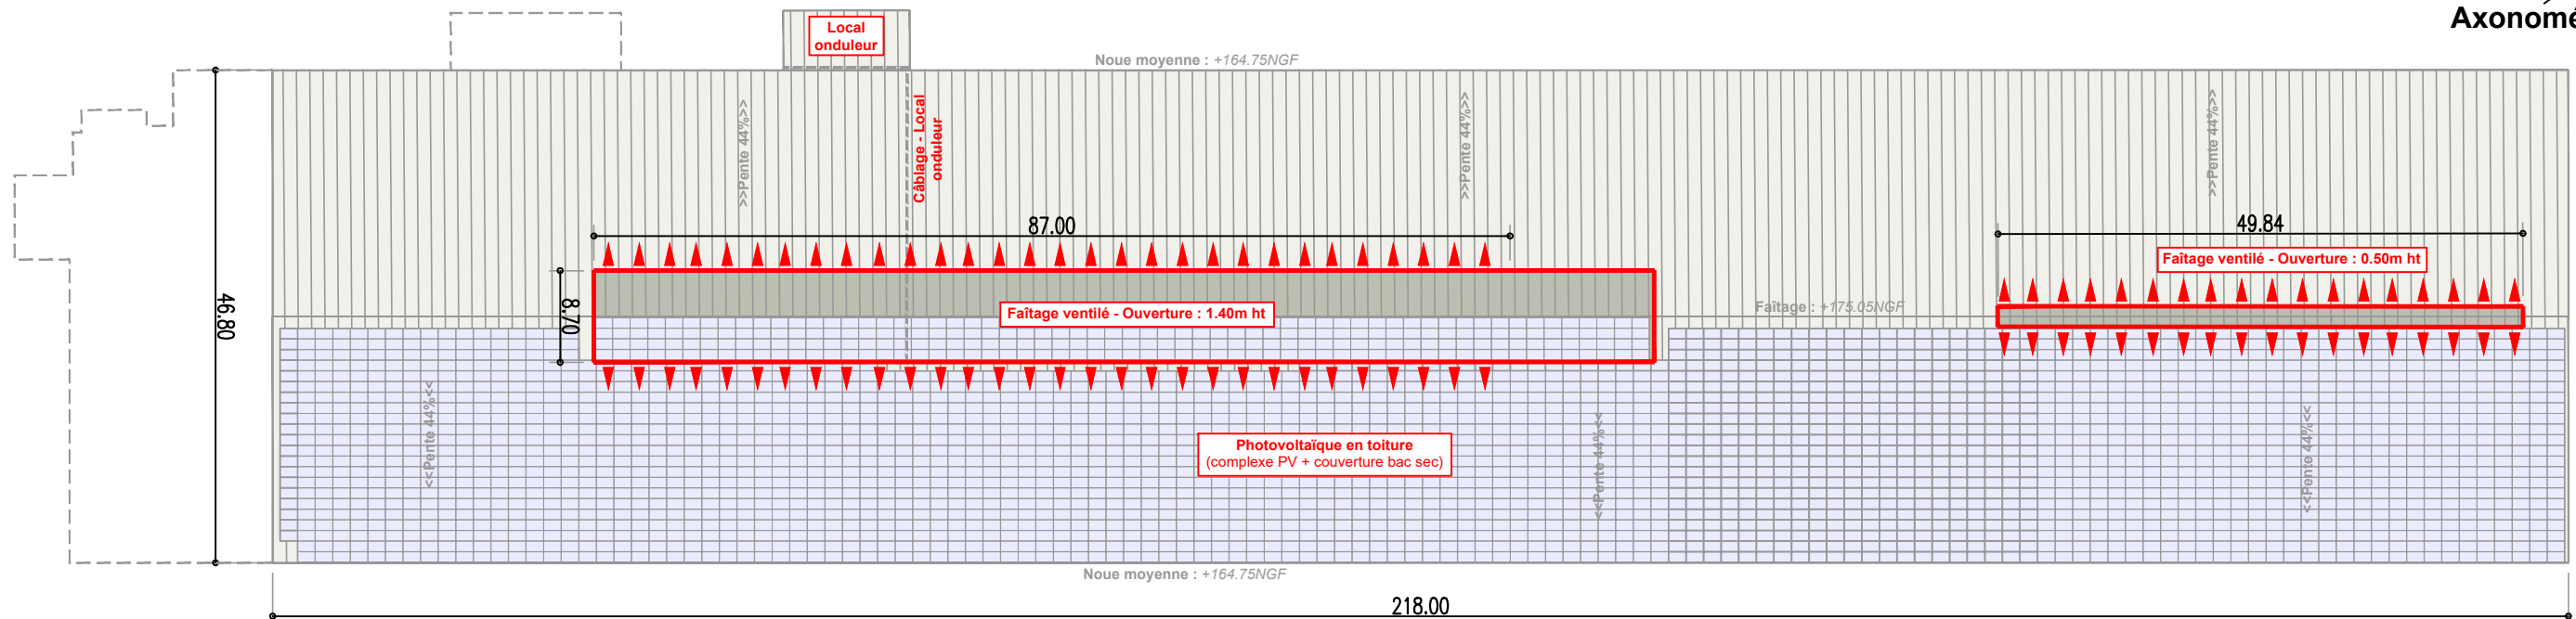 Axonomé
Local
onduleur
Noue moyenne : +164.75NGF
>>Pente 44%>>
Câblage - Local
onduleur
>>Pente 44%>>
>>Pente 44%>>
87.00
49.84
Faîtage ventilé - Ouverture : 0.50m ht
46.80
8.70
Faîtage ventilé - Ouverture : 1.40m ht
Faîtage : +175.05NGF
<<Pente 44%<<
Photovoltaïque en toiture
(complexe PV + couverture bac sec)
<<Pente 44%<<
<<Pente 44%<<
Noue moyenne : +164.75NGF
218.00